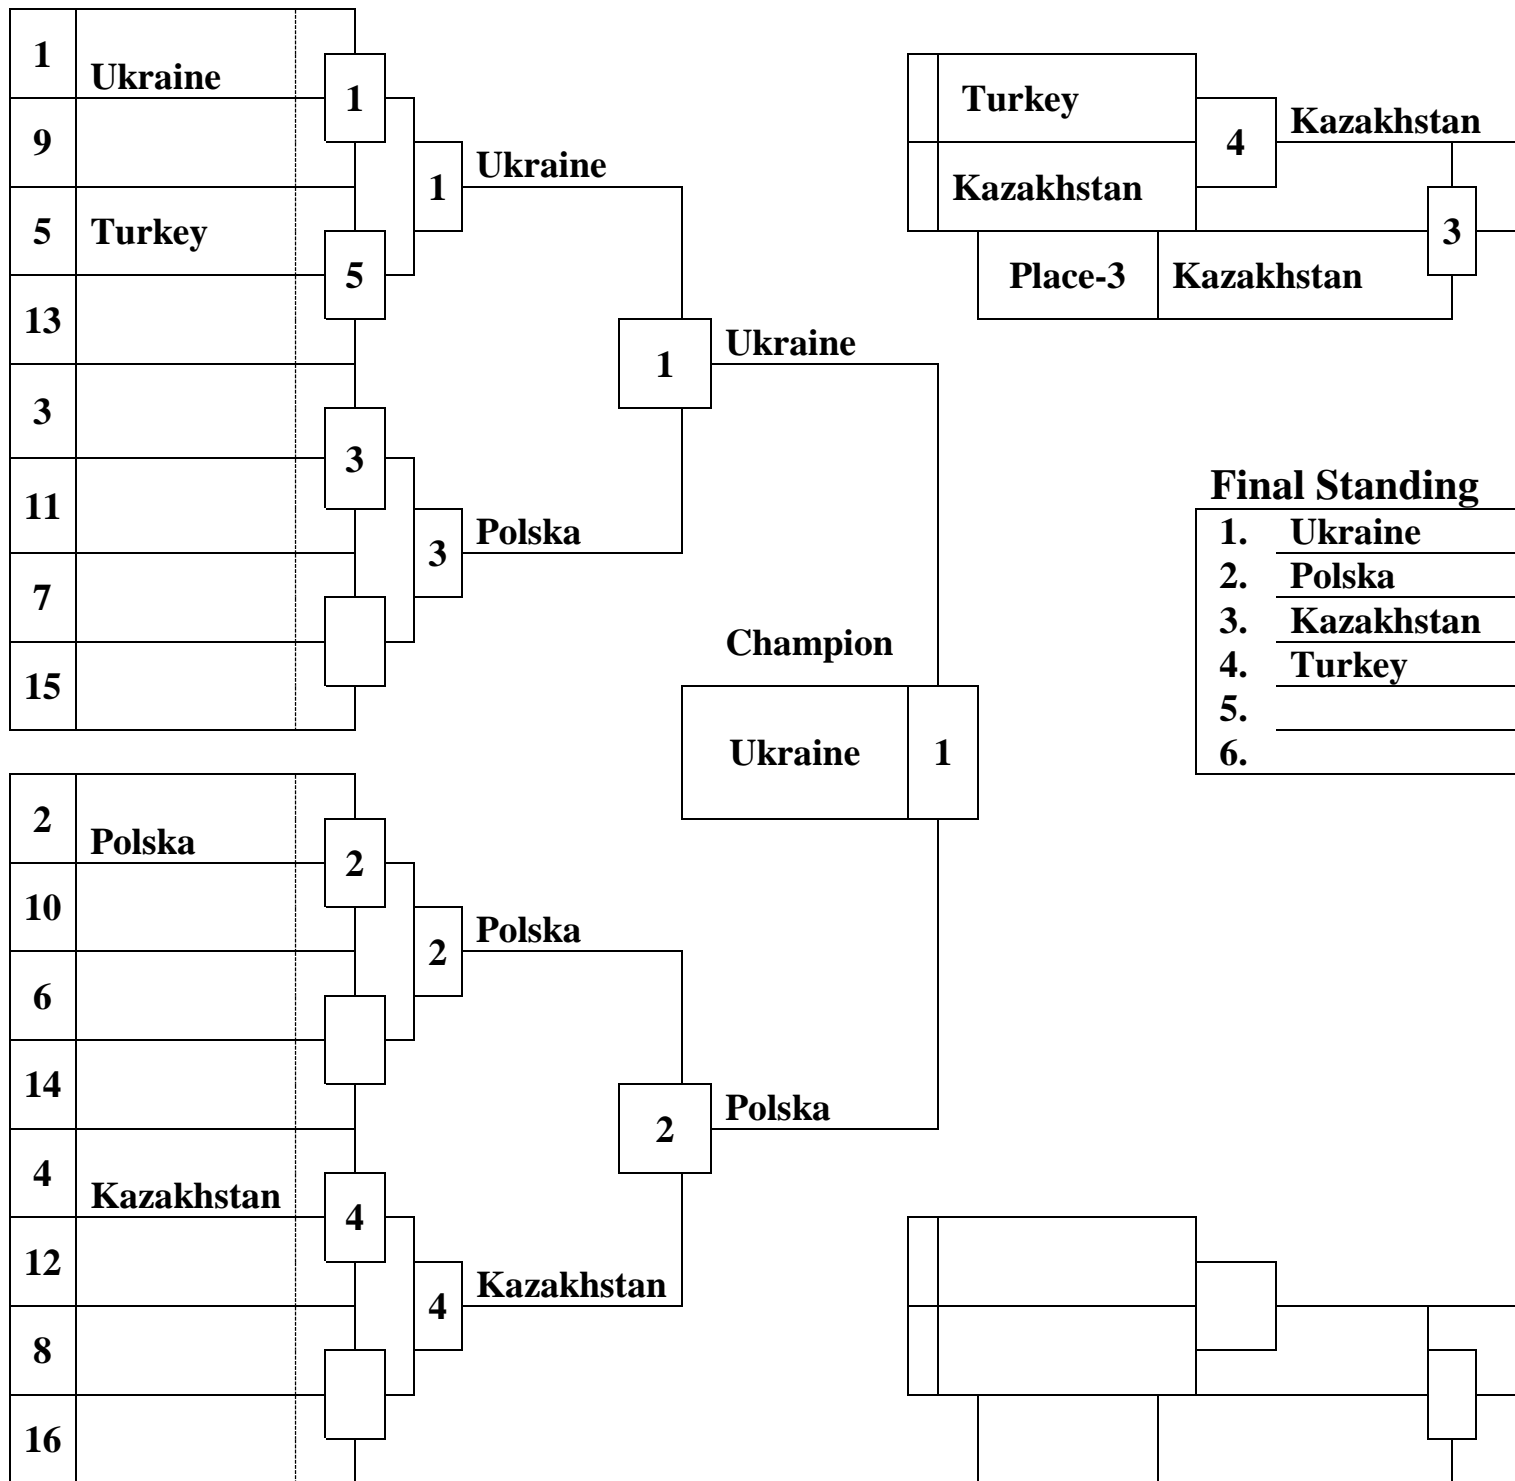 1
Ukraine
1
9
1
Ukraine
5
Turkey
5
13
1
Ukraine
3
3
11
3
Polska
7
15
Champion
Ukraine
1
2
Polska
2
10
2
Polska
6
14
2
Polska
4
Kazakhstan
4
12
4
Kazakhstan
8
16
Turkey
4
Kazakhstan
Kazakhstan
3
Place-3
Kazakhstan
Final Standing
1. Ukraine
2. Polska
3. Kazakhstan
4. Turkey
5.
6.